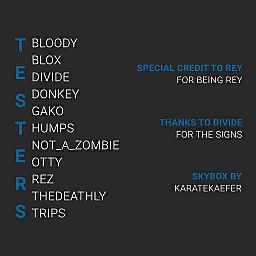 TESTERS
BLOODY
BLOX
DIVIDE
DONKEY
GAKO
HUMPS
NOT_A_ZOMBIE
OTTY
REZ
THEDEATHLY
TRIPS
SPECIAL CREDIT TO REY
FOR BEING REY
THANKS TO DIVIDE
FOR THE SIGNS
SKYBOX BY
KARATEKAEFER